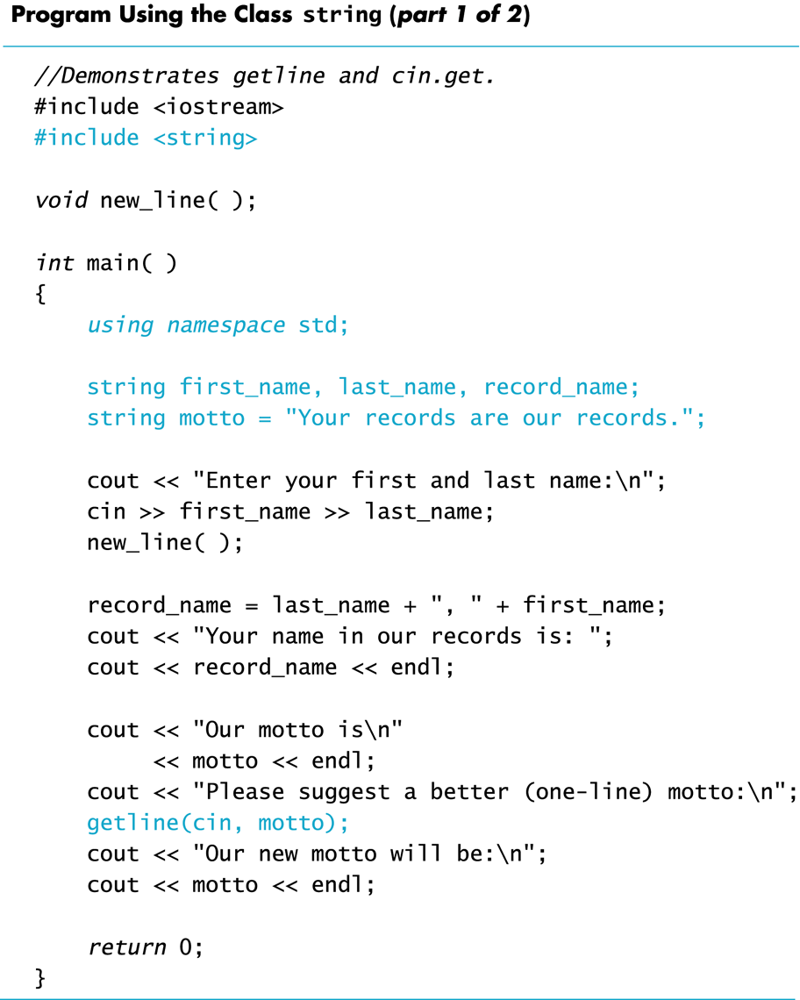 Program Using the Class string (part 1 of 2)
//Demonstrates getline and cin.get.
#include <iostream>
#include <string>
void new_line( );
int main( )
{
using namespace std;
string first_name, last_name, record_name;
string motto = "Your records are our records.";
cout << "Enter your first and last name:\n";
cin >> first_name >> last_name;
new_line( );
record_name = last_name + ", " + first_name;
cout << "Your name in our records is: ";
cout << record_name << endl;
cout << "Our motto is\n"
<< motto << endl;
cout << "Please suggest a better (one-line) motto:\n";
getline(cin, motto);
cout << "Our new motto will be:\n";
cout << motto << endl;
return 0;
}